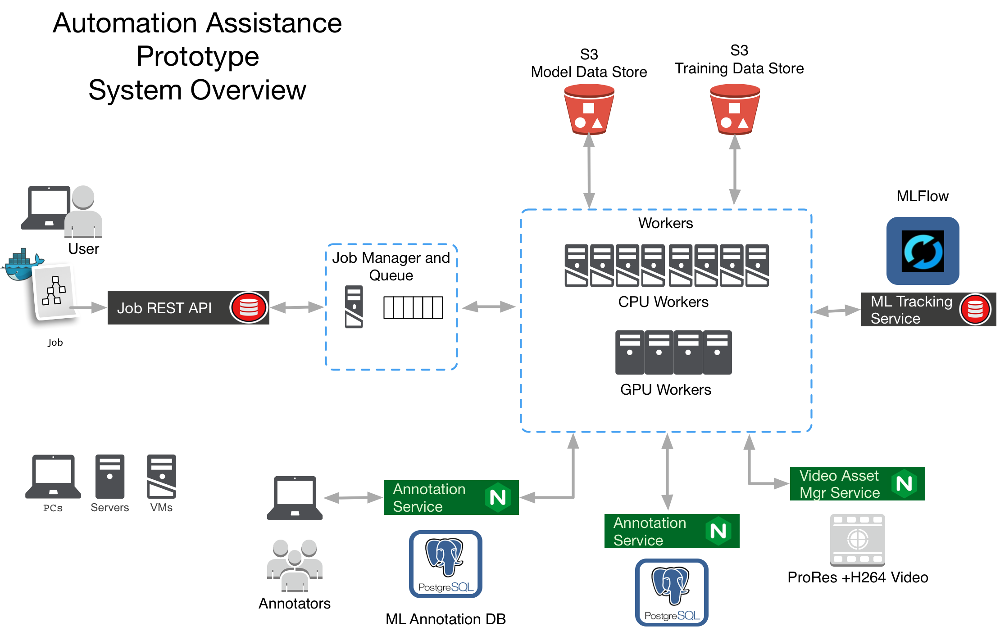 Automation Assistance
Prototype
System Overview
S3
Model Data Store
S3
Training Data Store
MLFlow
User
Workers
Job Manager and
Queue
CPU Workers
Job REST API
ML Tracking
Service
Job
GPU Workers
PCs
Servers
VMs
Annotation
Service
N
Video Asset
Mgr Service
N
Annotation
Service
N
PostgreSQL
ProRes +H264 Video
Annotators
ML Annotation DB
PostgreSQL